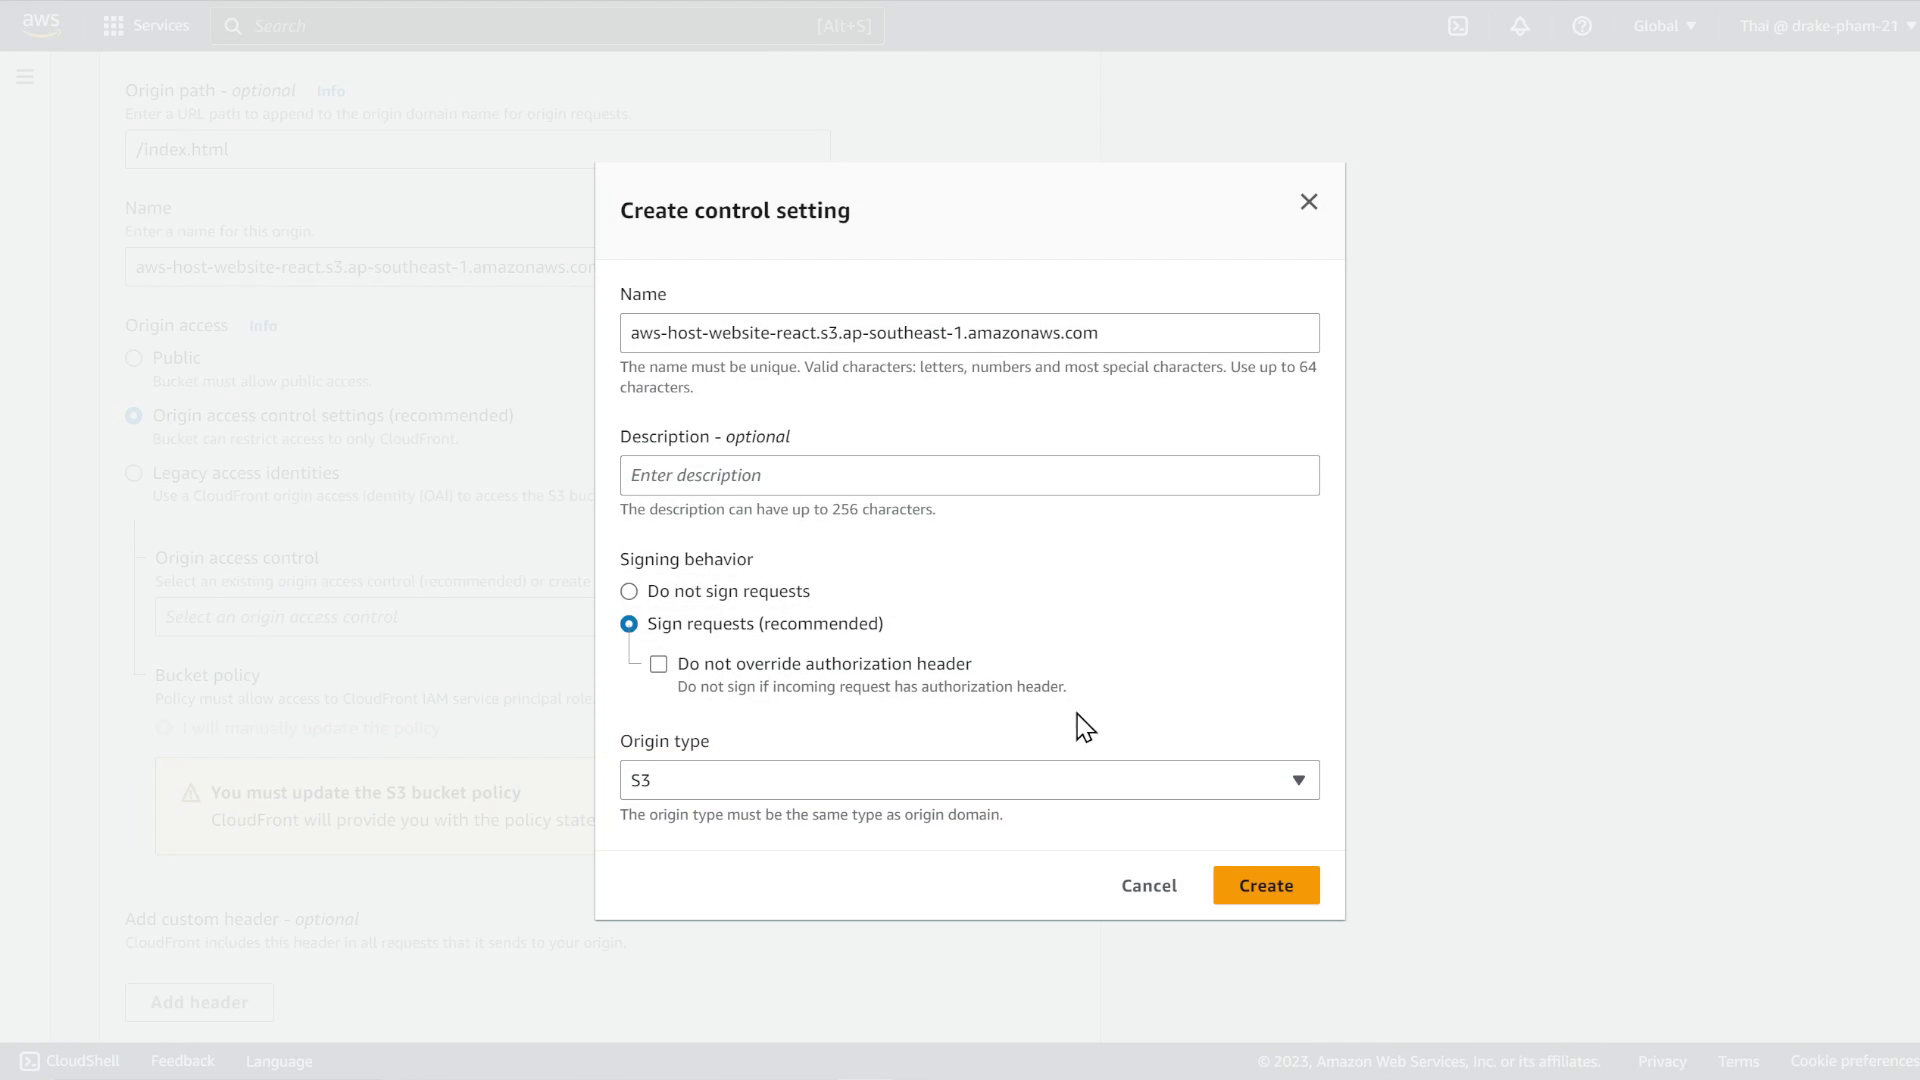 aws
Services
Search
[Alt+S]
Global
Thai @ drake-pham-21
Origin path - optional Info
Enter a URL path to append to the origin domain name for origin requests.
/index.html
Name
Enter a name for this origin.
aws-host-website-react.s3.ap-southeast-1.amazonaws.com
Origin access Info
Public
Bucket must allow public access.
Origin access control settings (recommended)
Bucket can restrict access to only CloudFront.
Legacy access identities
Use a CloudFront origin access identity (OAI) to access the S3
Origin access control
Select an existing origin access control (recommended) or create
Select an origin access control
Bucket policy
Policy must allow access to CloudFront IAM service principal role.
I will manually update the policy
You must update the S3 bucket policy
CloudFront will provide you with the policy
Add custom header - optional
CloudFront includes this header in all requests that it sends to your origin.
Add header
Create control setting
Name
aws-host-website-react.s3.ap-southeast-1.amazonaws.com
The name must be unique. Valid characters: letters, numbers and most special characters. Use up to 64
characters.
Description - optional
Enter description
The description can have up to 256 characters.
Signing behavior
Do not sign requests
Sign requests (recommended)
Do not override authorization header
Do not sign if incoming request has authorization header.
Origin type
S3
The origin type must be the same type as origin domain.
Cancel
Create
CloudShell
Feedback
Language
© 2023, Amazon Web Services, Inc. or its affiliates.
Privacy
Terms
Cookie preferences